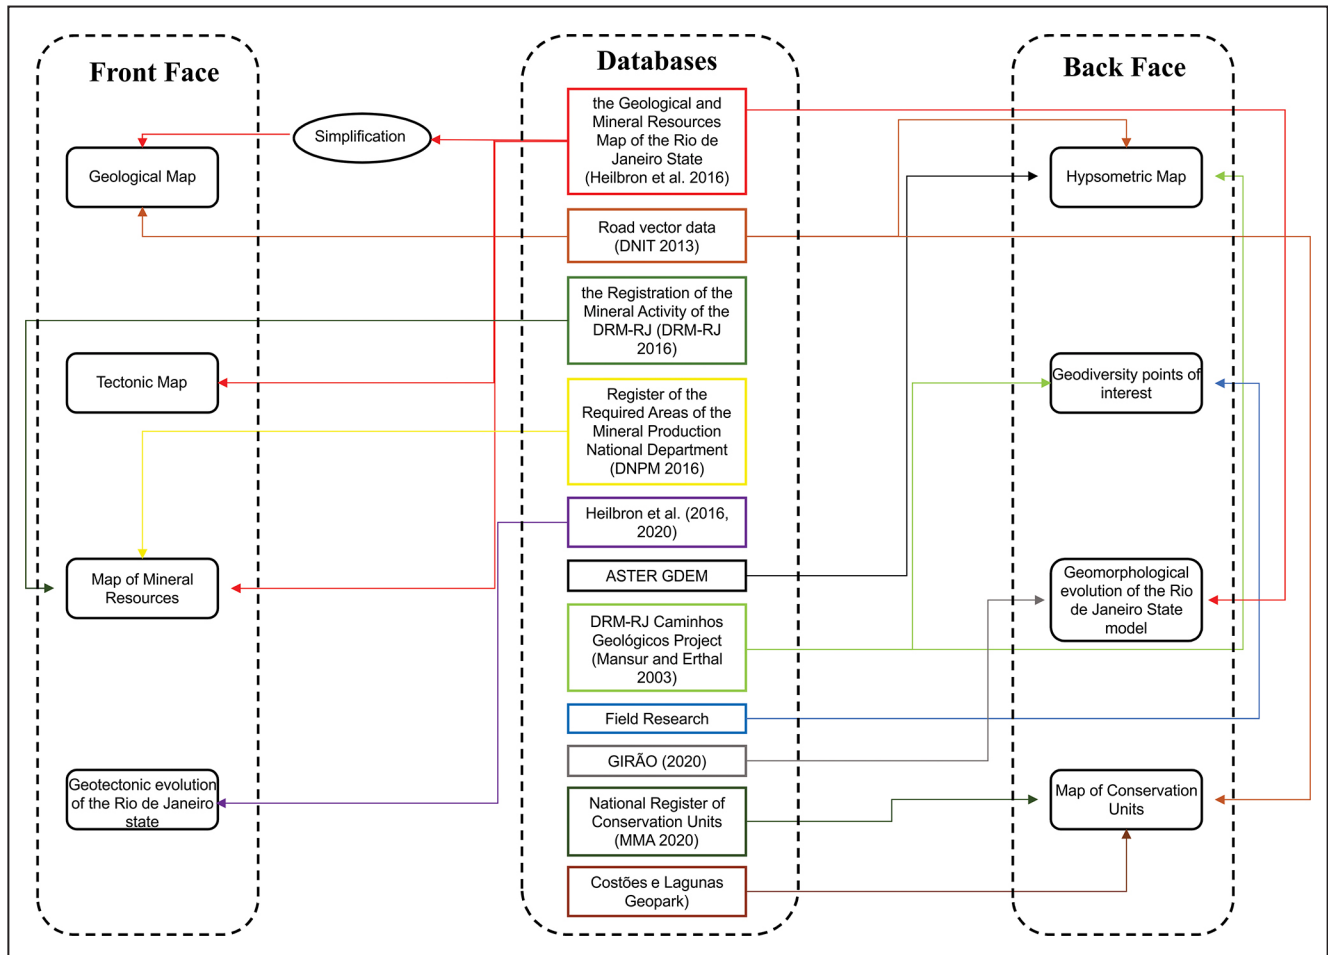 Front Face
Simplification
Geological Map
Tectonic Map
Map of Mineral
Resources
Geotectonic evolution
of the Rio de Janeiro
state
Databases
the Geological and
Mineral Resources
Map of the Rio de
Janeiro State
(Heilbron et al. 2016)
Road vector data
(DNIT 2013)
the Registration of the
Mineral Activity of the
DRM-RJ (DRM-RJ
2016)
Register of the
Required Areas of the
Mineral Production
National Department
(DNPM 2016)
Heilbron et al. (2016,
2020)
ASTER GDEM
DRM-RJ Caminhos
Geológicos Project
(Mansur and Erthal
2003)
Field Research
GIRÃO (2020)
National Register of
Conservation Units
(MMA 2020)
Costões e Lagunas
Geopark)
Back Face
Hypsometric Map
Geodiversity points of
interest
Geomorphological
evolution of the Rio
de Janeiro State
model
Map of Conservation
Units